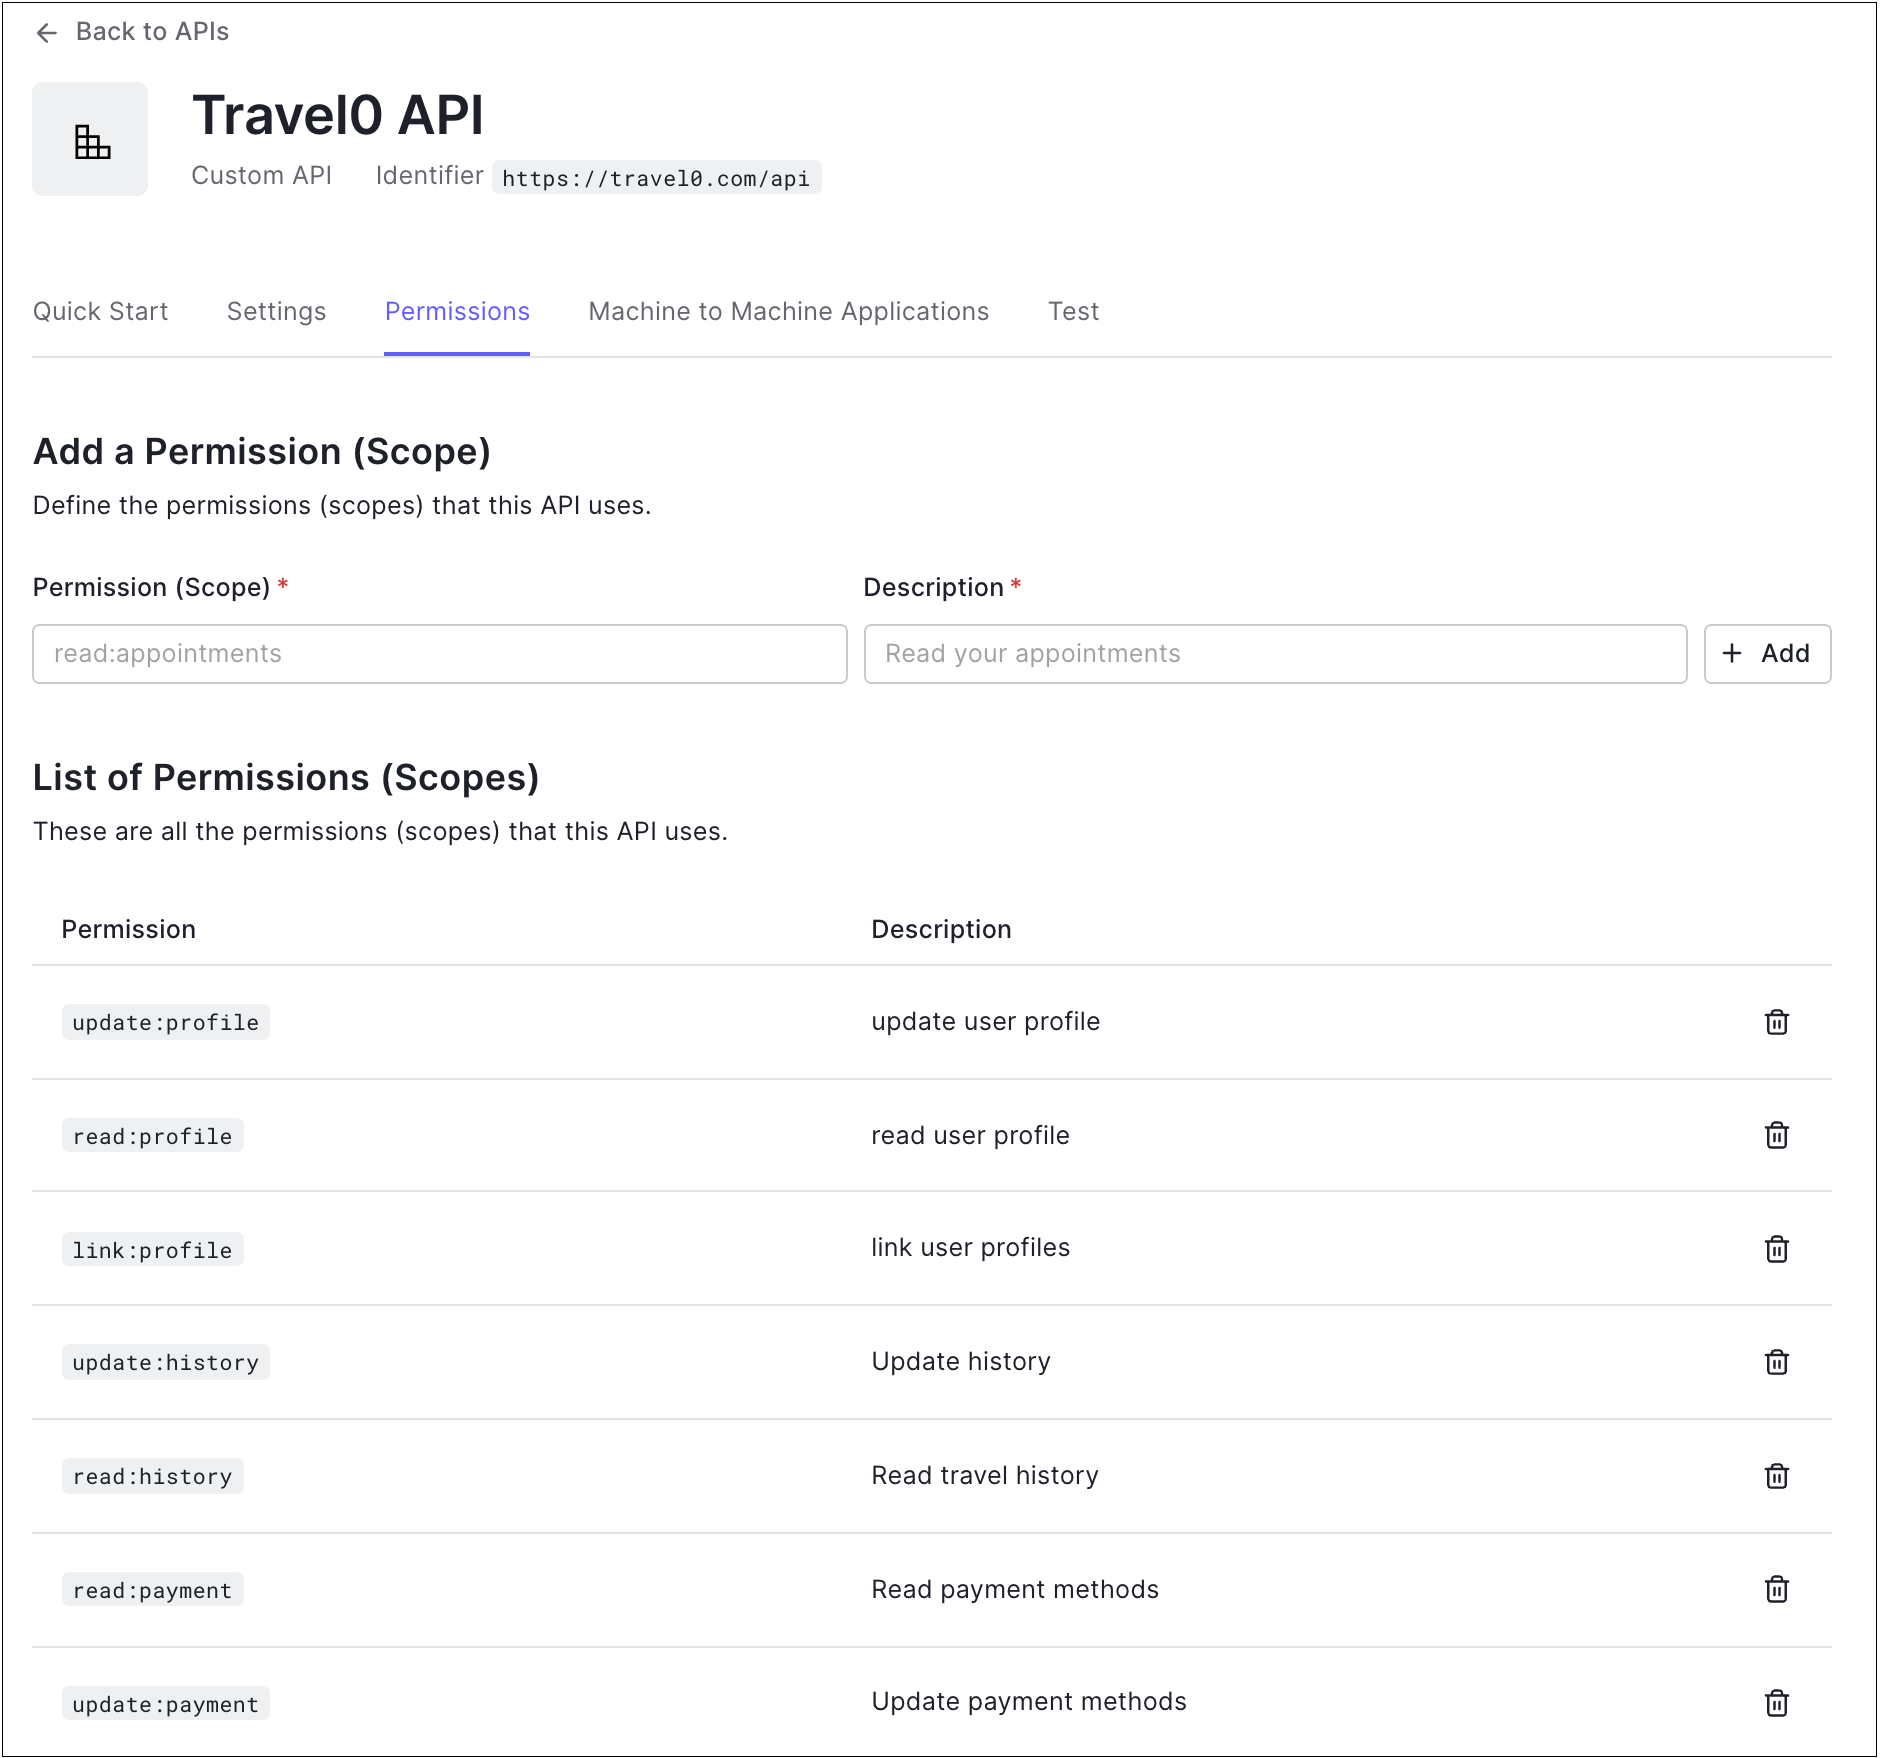 Back to APIs
Travel0 API
Custom API Identifier https://travel0.com/api
Quick Start Settings Permissions Machine to Machine Applications Test
Add a Permission (Scope)
Define the permissions (scopes) that this API uses.
Permission (Scope) * Description *
read:appointments Read your appointments + Add
List of Permissions (Scopes)
These are all the permissions (scopes) that this API uses.
Permission Description
update:profile update user profile
read:profile read user profile
link:profile link user profiles
update:history Update history
read:history Read travel history
read:payment Read payment methods
update:payment Update payment methods